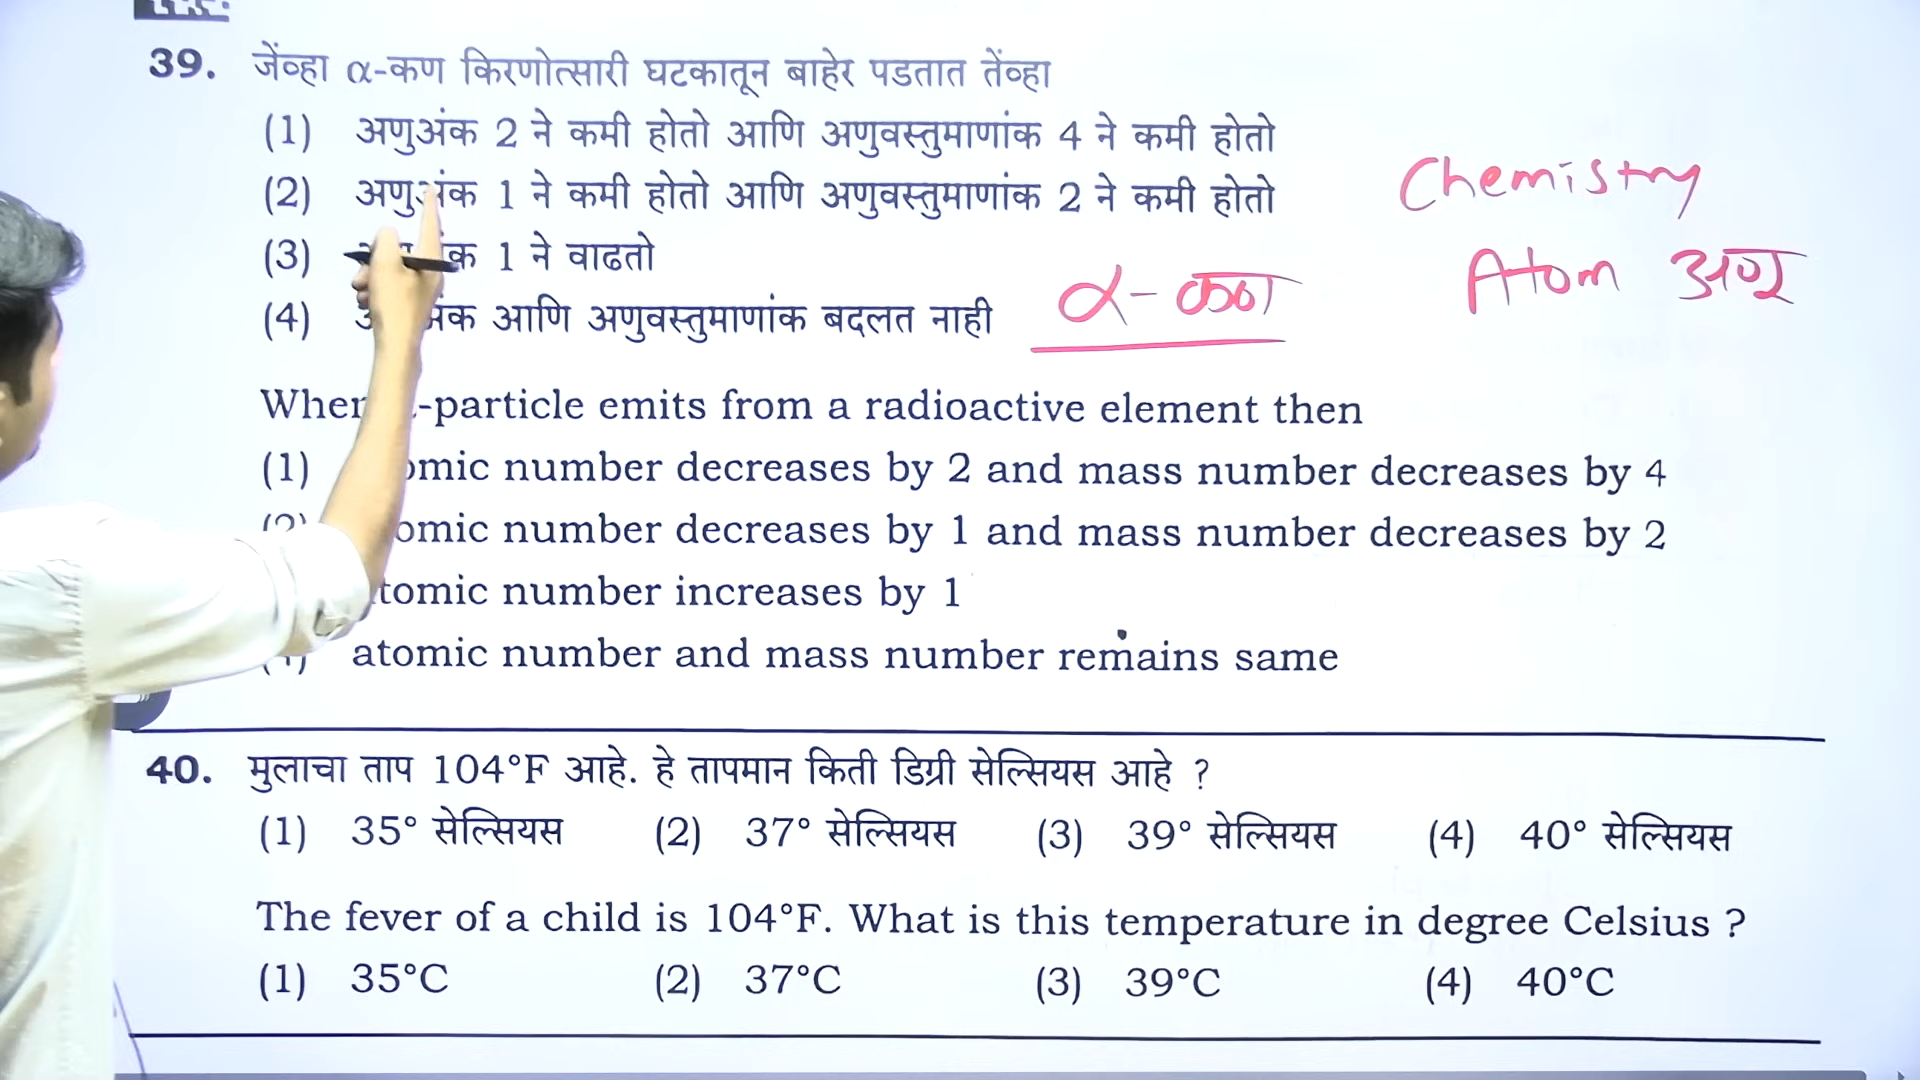 39. जेंव्हा α-कण किरणोत्सारी घटकातून बाहेर पडतात तेंव्हा
(1) अणुअंक 2 ने कमी होतो आणि अणुवस्तुमाणांक 4 ने कमी होतो
(2) अणुअंक 1 ने कमी होतो आणि अणुवस्तुमाणांक 2 ने कमी होतो
(3) 1 ने वाढतो
(4) आणि अणुवस्तुमाणांक बदलत नाही
Chemistry
Atom अणू
α-कण
-particle emits from a radioactive element then
(1) omic number decreases by 2 and mass number decreases by 4
omic number decreases by 1 and mass number decreases by 2
tomic number increases by 1
atomic number and mass number remains same
40. मुलाचा ताप 104°F आहे. हे तापमान किती डिग्री सेल्सियस आहे ?
(1) 35° सेल्सियस (2) 37° सेल्सियस (3) 39° सेल्सियस (4) 40° सेल्सियस
The fever of a child is 104°F. What is this temperature in degree Celsius ?
(1) 35°C (2) 37°C (3) 39°C (4) 40°C